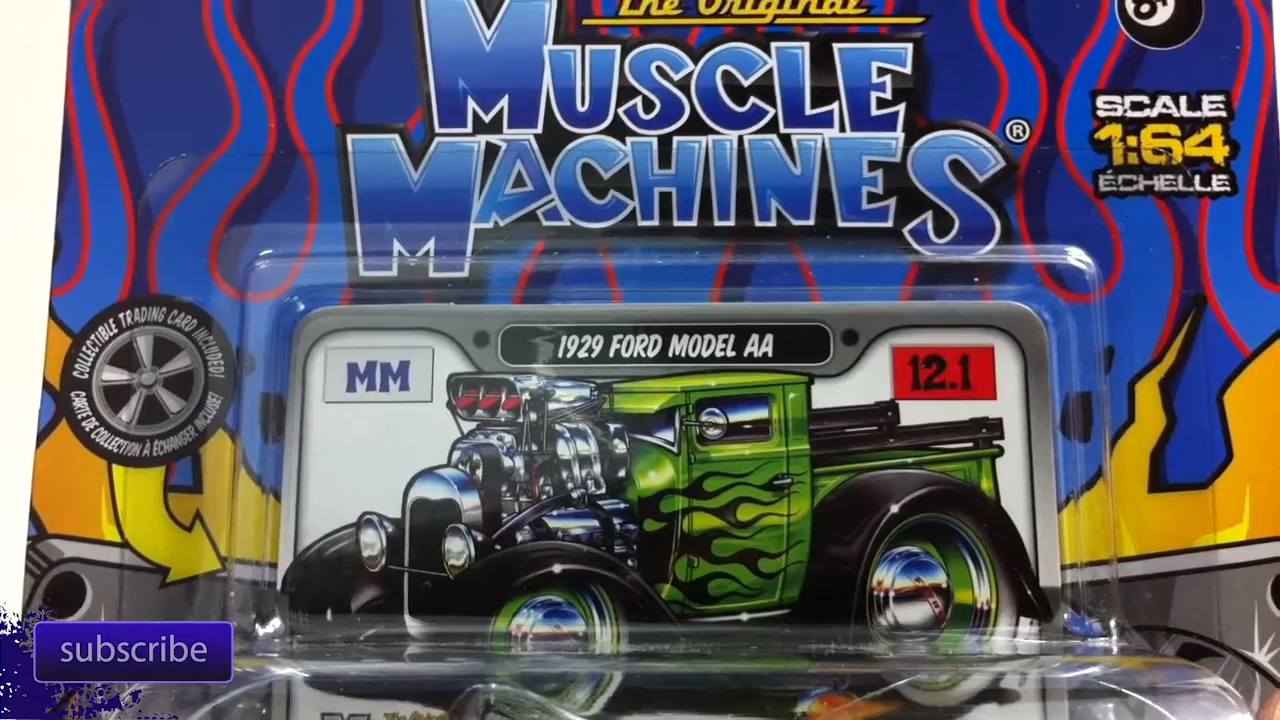 The Original
MUSCLE
MACHINES®
8
SCALE
1:64
ÉCHELLE
COLLECTIBLE TRADING CARD INCLUDED!
CARTE DE COLLECTION À ÉCHANGER INCLUSE!
1929 FORD MODEL AA
MM
12.1
subscribe